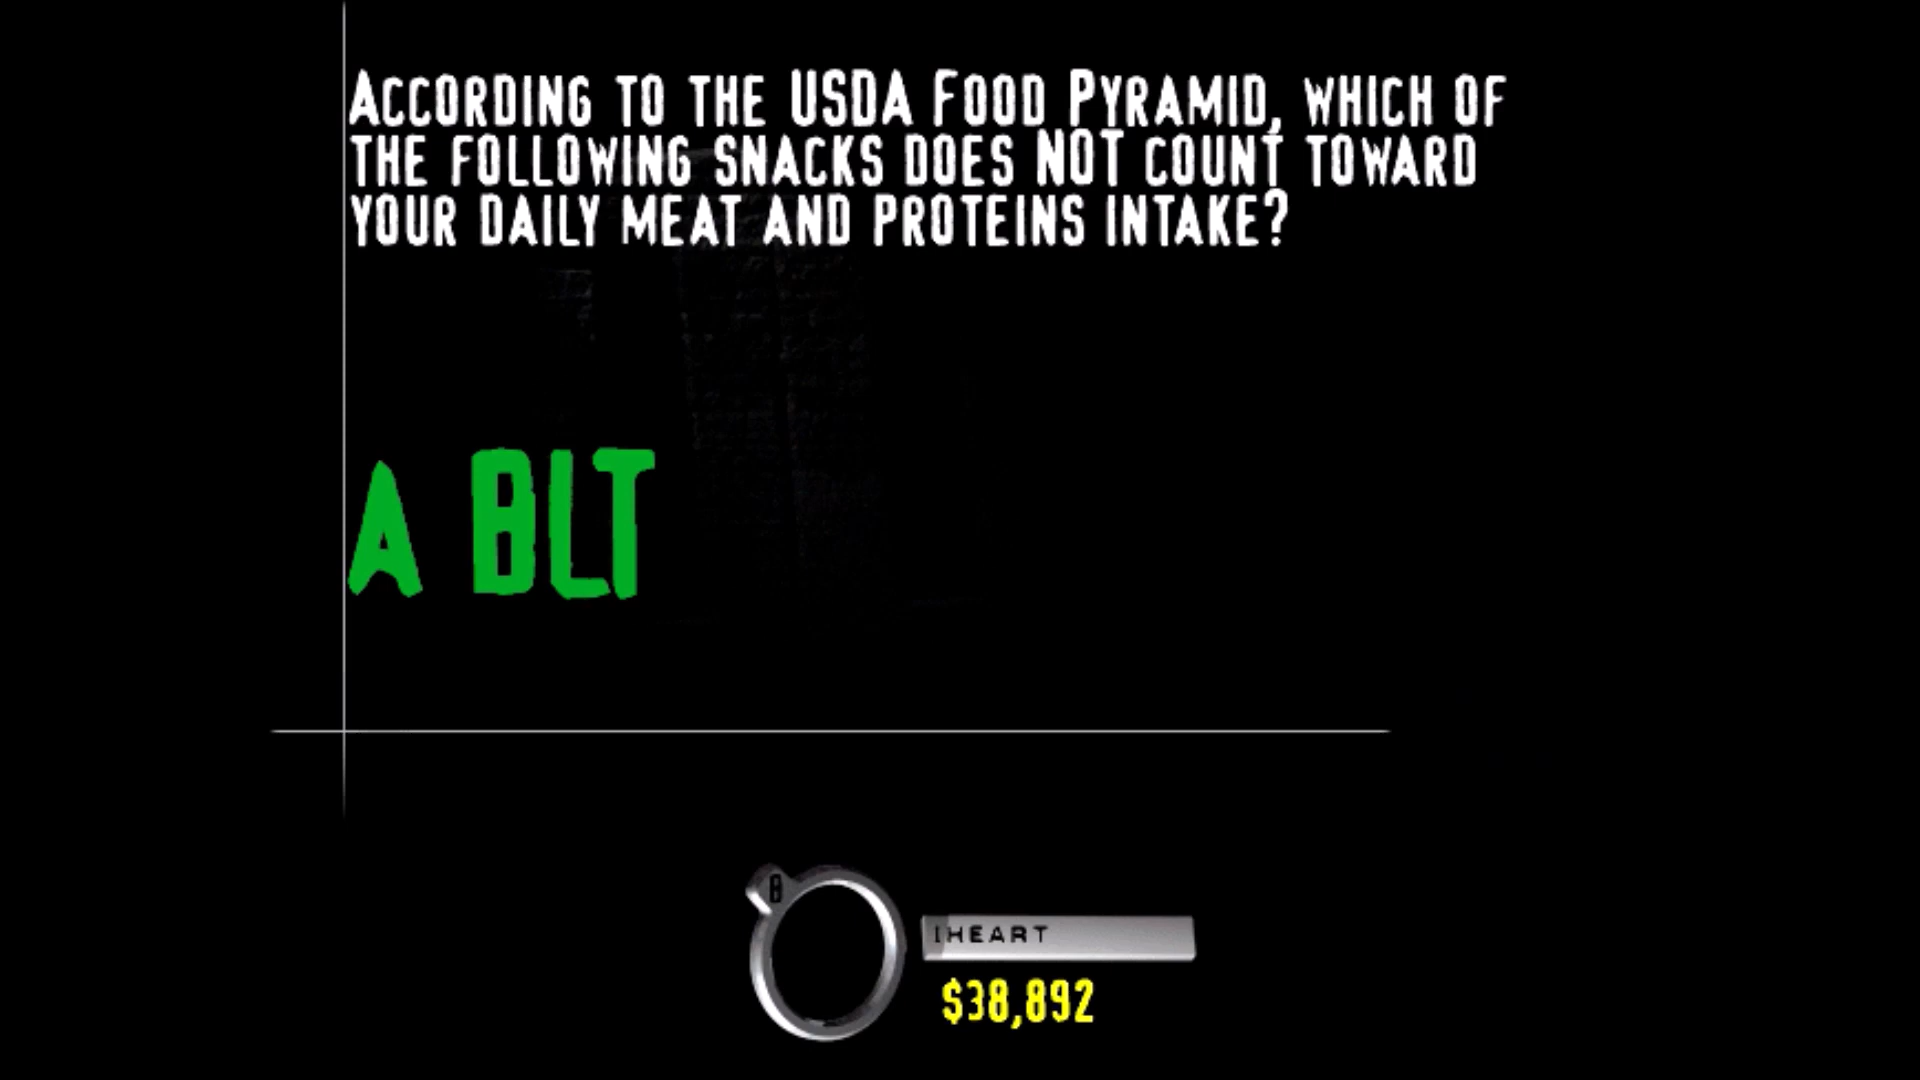 According to the USDA Food Pyramid, which of
the following snacks does NOT count toward
your daily meat and proteins intake?
A BLT
B
IHEART
$38,892